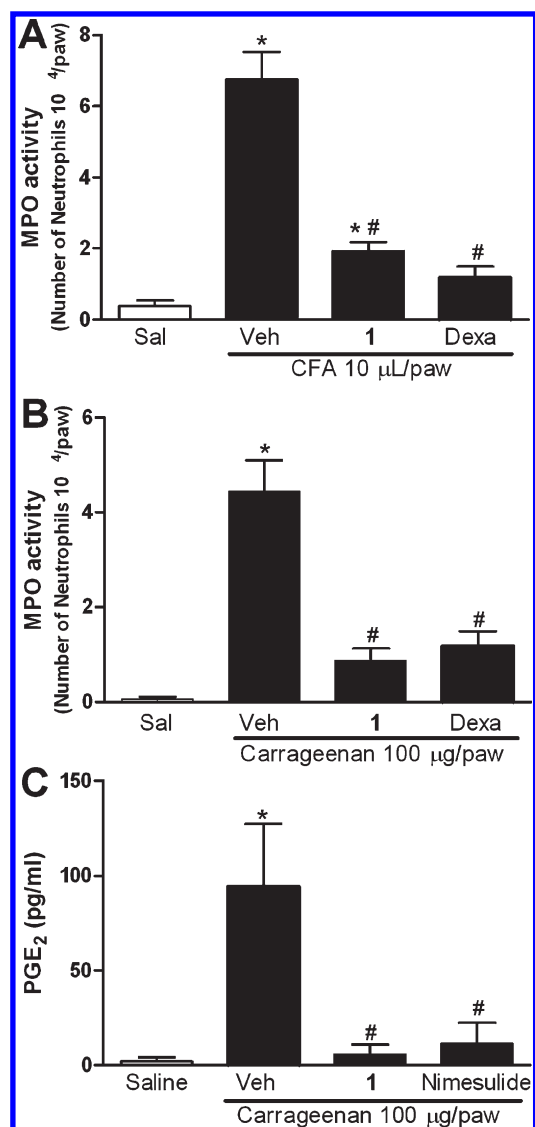 A
MPO activity
(Number of Neutrophils 10 4/paw)
8
6
4
2
0
*
* #
#
Sal Veh 1 Dexa
CFA 10 μL/paw
B
MPO activity
(Number of Neutrophils 10 4/paw)
6
4
2
0
*
#
#
Sal Veh 1 Dexa
Carrageenan 100 μg/paw
C
PGE2 (pg/ml)
150
100
50
0
*
#
#
Saline Veh 1 Nimesulide
Carrageenan 100 μg/paw